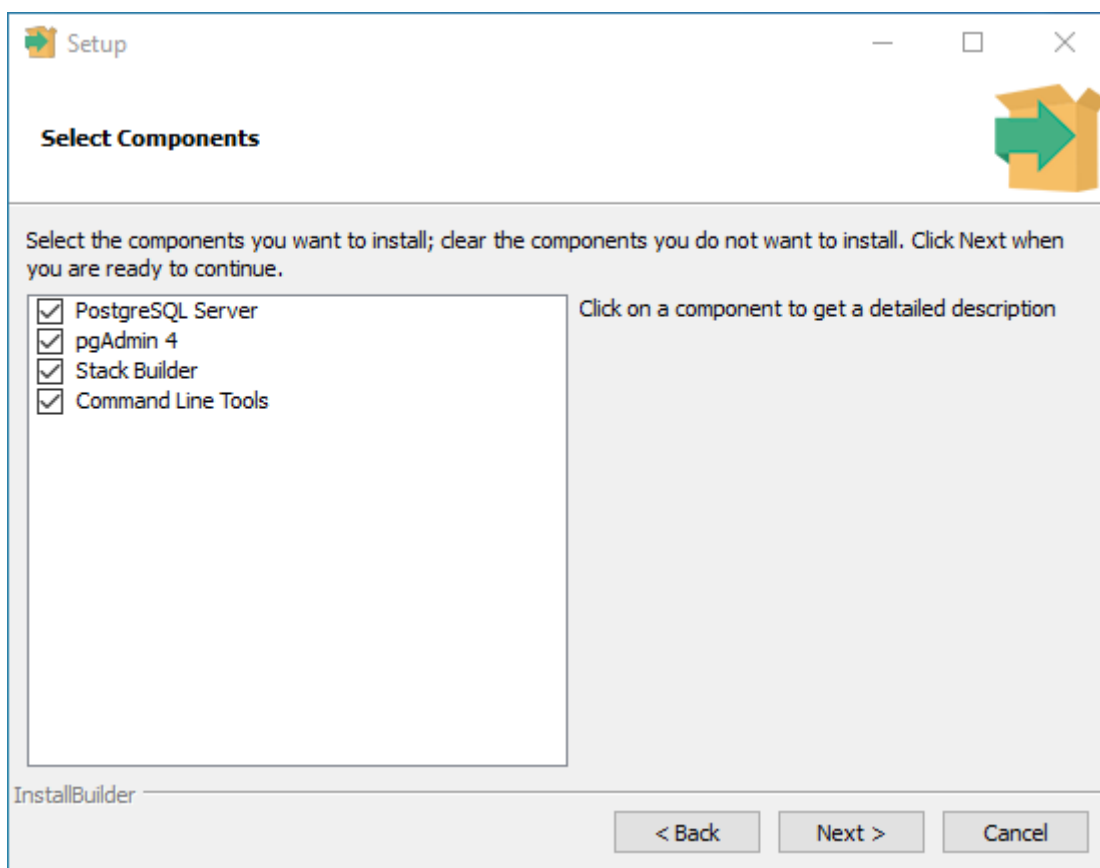 Setup
Select Components
Select the components you want to install; clear the components you do not want to install. Click Next when
you are ready to continue.
PostgreSQL Server
pgAdmin 4
Stack Builder
Command Line Tools
Click on a component to get a detailed description
InstallBuilder
< Back
Next >
Cancel